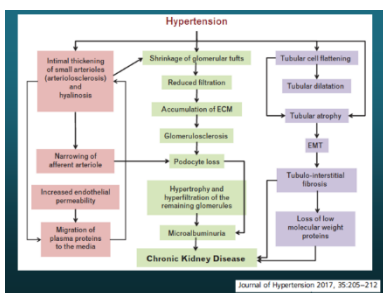 Hypertension
Intimal thickening
of small arterioles
(arteriolosclerosis)
and
hyalinosis
Narrowing of
afferent arteriole
Increased endothelial
permeability
Migration of
plasma proteins
to the media
Shrinkage of glomerular tufts
Reduced filtration
Accumulation of ECM
Glomerulosclerosis
Podocyte loss
Hypertrophy and
hyperfiltration of the
remaining glomerules
Microalbuminuria
Chronic Kidney Disease
Tubular cell flattening
Tubular dilatation
Tubular atrophy
EMT
Tubulo-interstitial
fibrosis
Loss of low
molecular weight
proteins
Journal of Hypertension 2017, 35:205–212